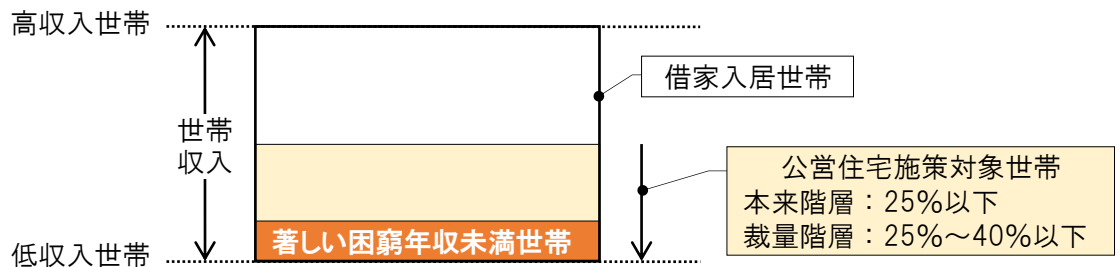 高収入世帯
借家入居世帯
世帯
収入
公営住宅施策対象世帯
本来階層：25%以下
裁量階層：25%～40%以下
著しい困窮年収未満世帯
低収入世帯